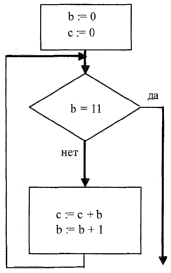 b := 0
c := 0
b = 11
да
нет
c := c + b
b := b + 1